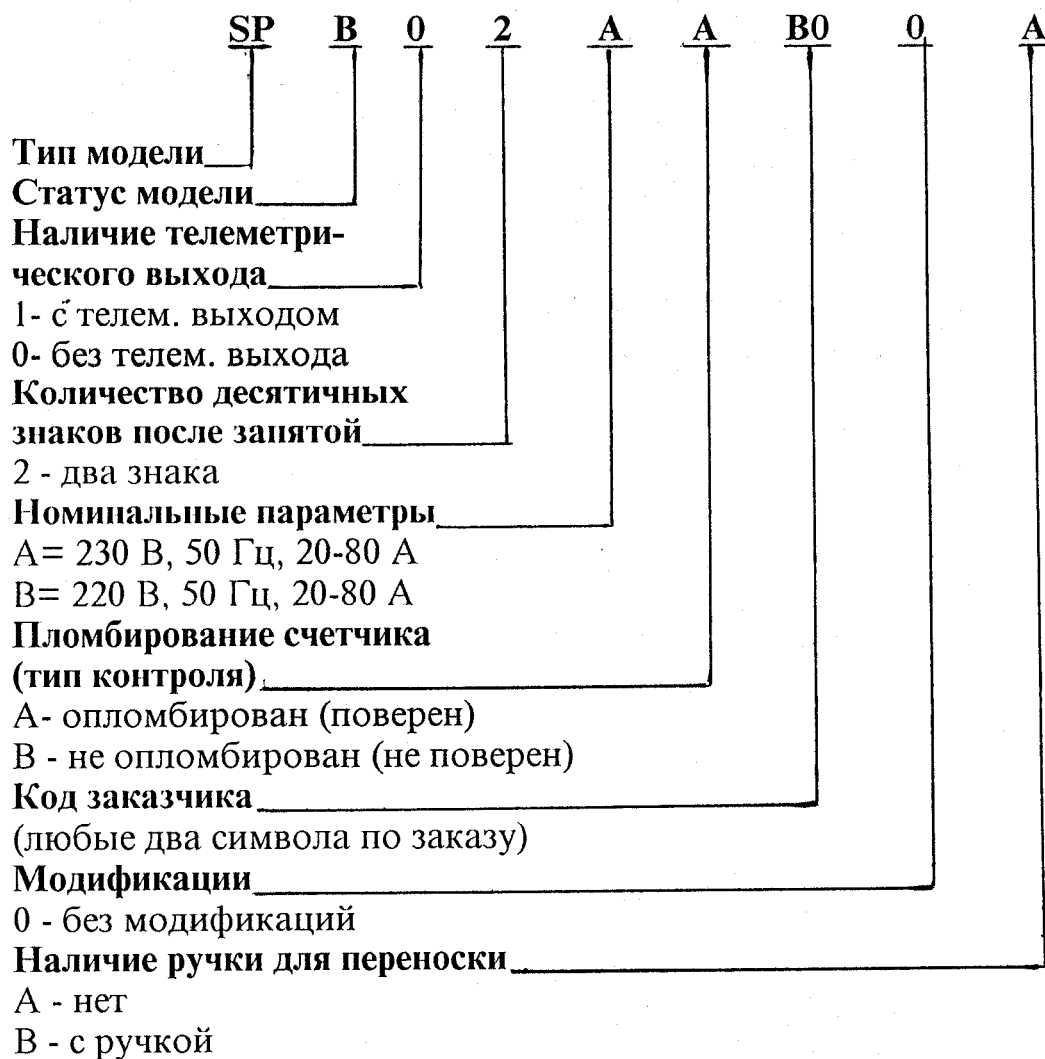 SP B 0 2 A A B0 0 A
Тип модели
Статус модели
Наличие телеметри-
ческого выхода
1- с телем. выходом
0- без телем. выхода
Количество десятичных
знаков после запятой
2 - два знака
Номинальные параметры
А= 230 В, 50 Гц, 20-80 А
В= 220 В, 50 Гц, 20-80 А
Пломбирование счетчика
(тип контроля)
А- опломбирован (поверен)
В - не опломбирован (не поверен)
Код заказчика
(любые два символа по заказу)
Модификации
0 - без модификаций
Наличие ручки для переноски
А - нет
В - с ручкой